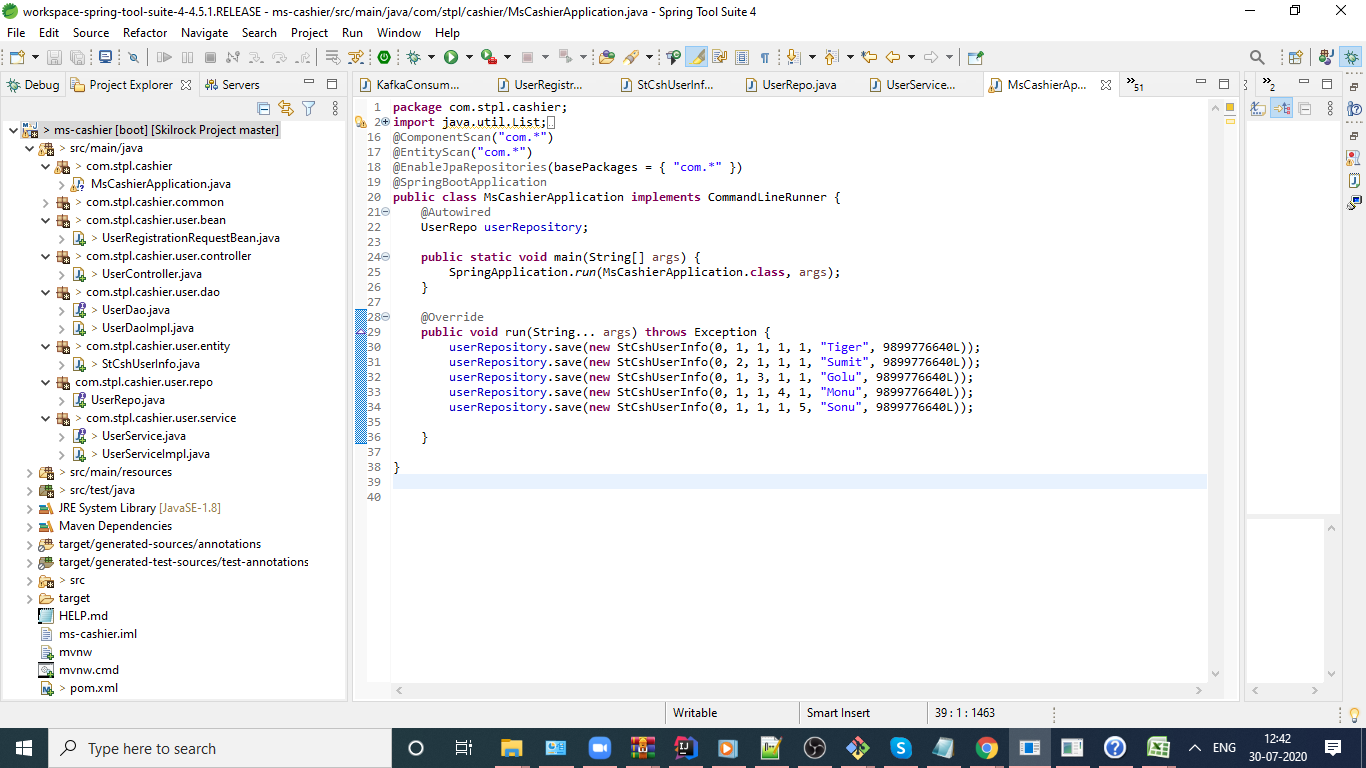 workspace-spring-tool-suite-4-4.5.1.RELEASE - ms-cashier/src/main/java/com/stpl/cashier/MsCashierApplication.java - Spring Tool Suite 4
File Edit Source Refactor Navigate Search Project Run Window Help
Debug Project Explorer Servers
KafkaConsum... UserRegistr... StCshUserInf... UserRepo.java UserService... MsCashierAp... »51 »2
> ms-cashier [boot] [Skilrock Project master]
> src/main/java
> com.stpl.cashier
> MsCashierApplication.java
> com.stpl.cashier.common
> com.stpl.cashier.user.bean
> UserRegistrationRequestBean.java
> com.stpl.cashier.user.controller
> UserController.java
> com.stpl.cashier.user.dao
> UserDao.java
> UserDaoImpl.java
> com.stpl.cashier.user.entity
> StCshUserInfo.java
com.stpl.cashier.user.repo
UserRepo.java
> com.stpl.cashier.user.service
> UserService.java
> UserServiceImpl.java
> src/main/resources
> src/test/java
JRE System Library [JavaSE-1.8]
Maven Dependencies
target/generated-sources/annotations
target/generated-test-sources/test-annotations
> src
target
HELP.md
ms-cashier.iml
mvnw
mvnw.cmd
> pom.xml
1 package com.stpl.cashier;
2 import java.util.List;
16 @ComponentScan("com.*")
17 @EntityScan("com.*")
18 @EnableJpaRepositories(basePackages = { "com.*" })
19 @SpringBootApplication
20 public class MsCashierApplication implements CommandLineRunner {
21 @Autowired
22 UserRepo userRepository;
23
24 public static void main(String[] args) {
25 SpringApplication.run(MsCashierApplication.class, args);
26 }
27
28 @Override
29 public void run(String... args) throws Exception {
30 userRepository.save(new StCshUserInfo(0, 1, 1, 1, 1, "Tiger", 9899776640L));
31 userRepository.save(new StCshUserInfo(0, 2, 1, 1, 1, "Sumit", 9899776640L));
32 userRepository.save(new StCshUserInfo(0, 1, 3, 1, 1, "Golu", 9899776640L));
33 userRepository.save(new StCshUserInfo(0, 1, 1, 4, 1, "Monu", 9899776640L));
34 userRepository.save(new StCshUserInfo(0, 1, 1, 1, 5, "Sonu", 9899776640L));
35
36 }
37
38 }
39
40
Writable Smart Insert 39 : 1 : 1463
Type here to search
ENG 12:42
30-07-2020